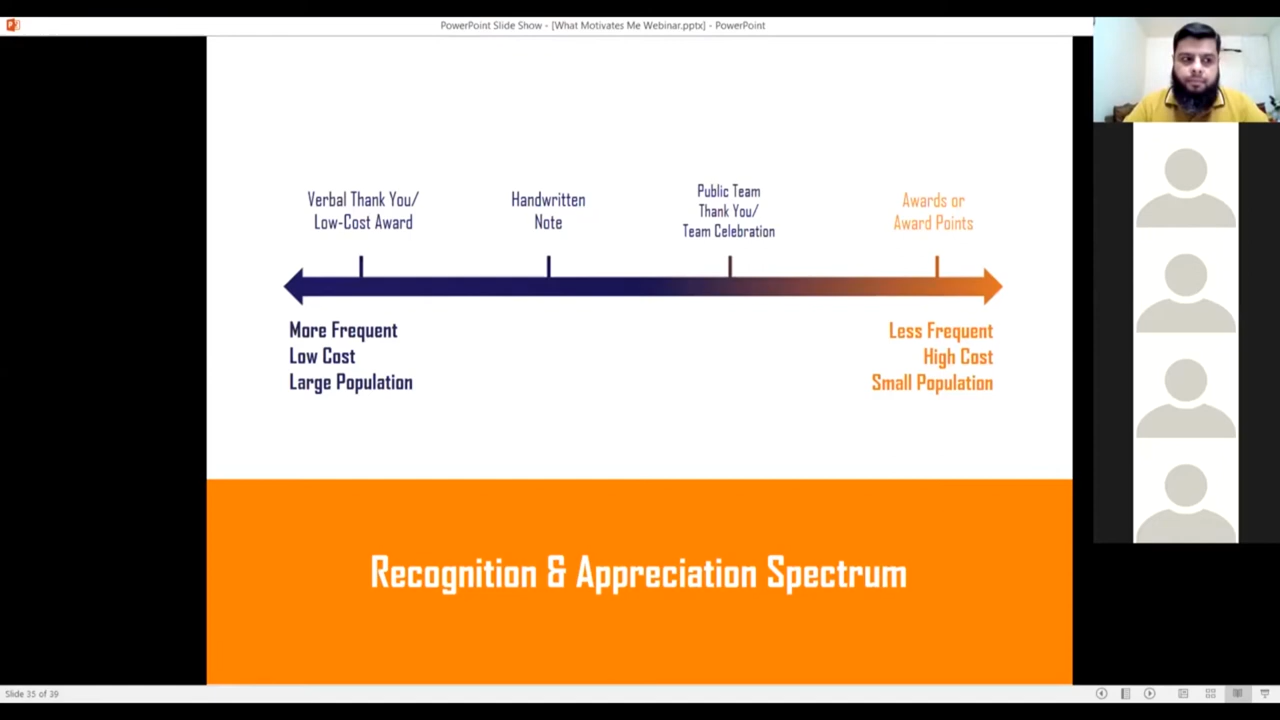 PowerPoint Slide Show - [What Motivates Me Webinar.pptx] - PowerPoint
Verbal Thank You/
Low-Cost Award
Handwritten
Note
Public Team
Thank You/
Team Celebration
Awards or
Award Points
More Frequent
Low Cost
Large Population
Less Frequent
High Cost
Small Population
Recognition & Appreciation Spectrum
Slide 35 of 39